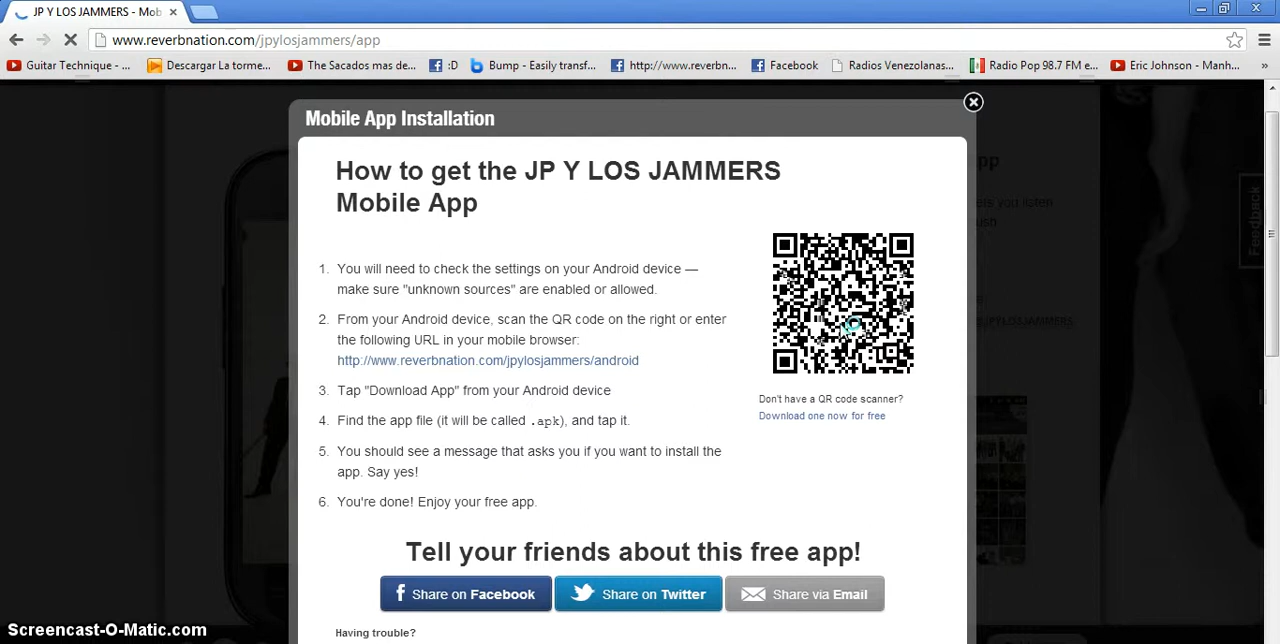 JP Y LOS JAMMERS - Mob
www.reverbnation.com/jpylosjammers/app
Guitar Technique - ...
Descargar La torme...
The Sacados mas de...
:D
Bump - Easily transf...
http://www.reverbn...
Facebook
Radios Venezolanas...
Radio Pop 98.7 FM e...
Eric Johnson - Manh...
»
Mobile App Installation
How to get the JP Y LOS JAMMERS
Mobile App
1. You will need to check the settings on your Android device —
make sure "unknown sources" are enabled or allowed.
2. From your Android device, scan the QR code on the right or enter
the following URL in your mobile browser:
http://www.reverbnation.com/jpylosjammers/android
3. Tap "Download App" from your Android device
4. Find the app file (it will be called .apk), and tap it.
5. You should see a message that asks you if you want to install the
app. Say yes!
6. You're done! Enjoy your free app.
Don't have a QR code scanner?
Download one now for free
Feedback
Tell your friends about this free app!
Share on Facebook
Share on Twitter
Share via Email
Having trouble?
Screencast-O-Matic.com